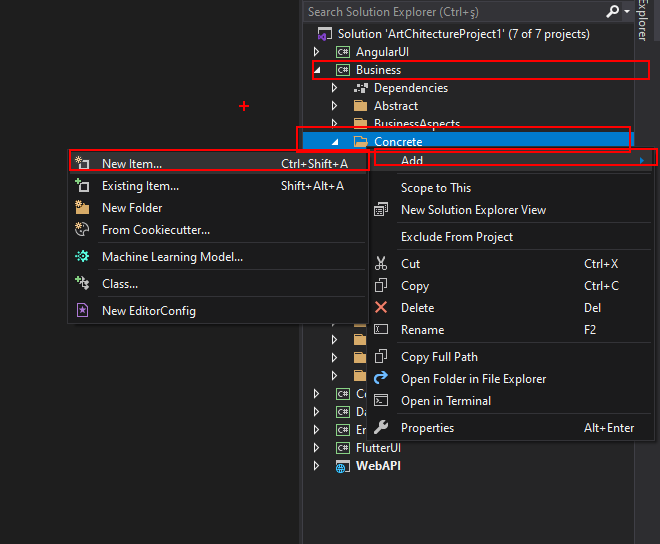 Search Solution Explorer (Ctrl+ş)
Explorer
Solution 'ArtChitectureProject1' (7 of 7 projects)
AngularUI
C# Business
Dependencies
Abstract
BusinessAspects
Concrete
New Item... Ctrl+Shift+A
Existing Item... Shift+Alt+A
New Folder
From Cookiecutter...
Machine Learning Model...
Class...
New EditorConfig
Add
Scope to This
New Solution Explorer View
Exclude From Project
Cut Ctrl+X
Copy Ctrl+C
Delete Del
Rename F2
Copy Full Path
Open Folder in File Explorer
Open in Terminal
Properties Alt+Enter
FlutterUI
WebAPI